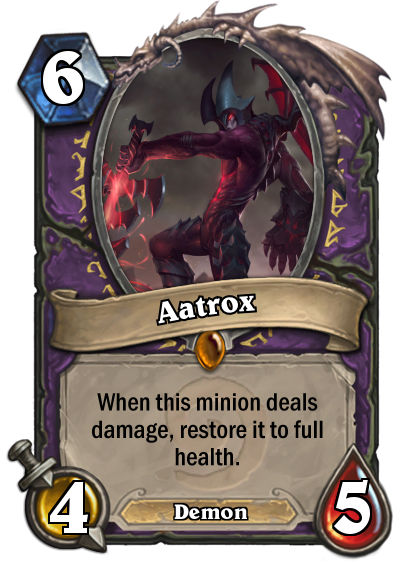 6
Aatrox
When this minion deals
damage, restore it to full
health.
4
Demon
5